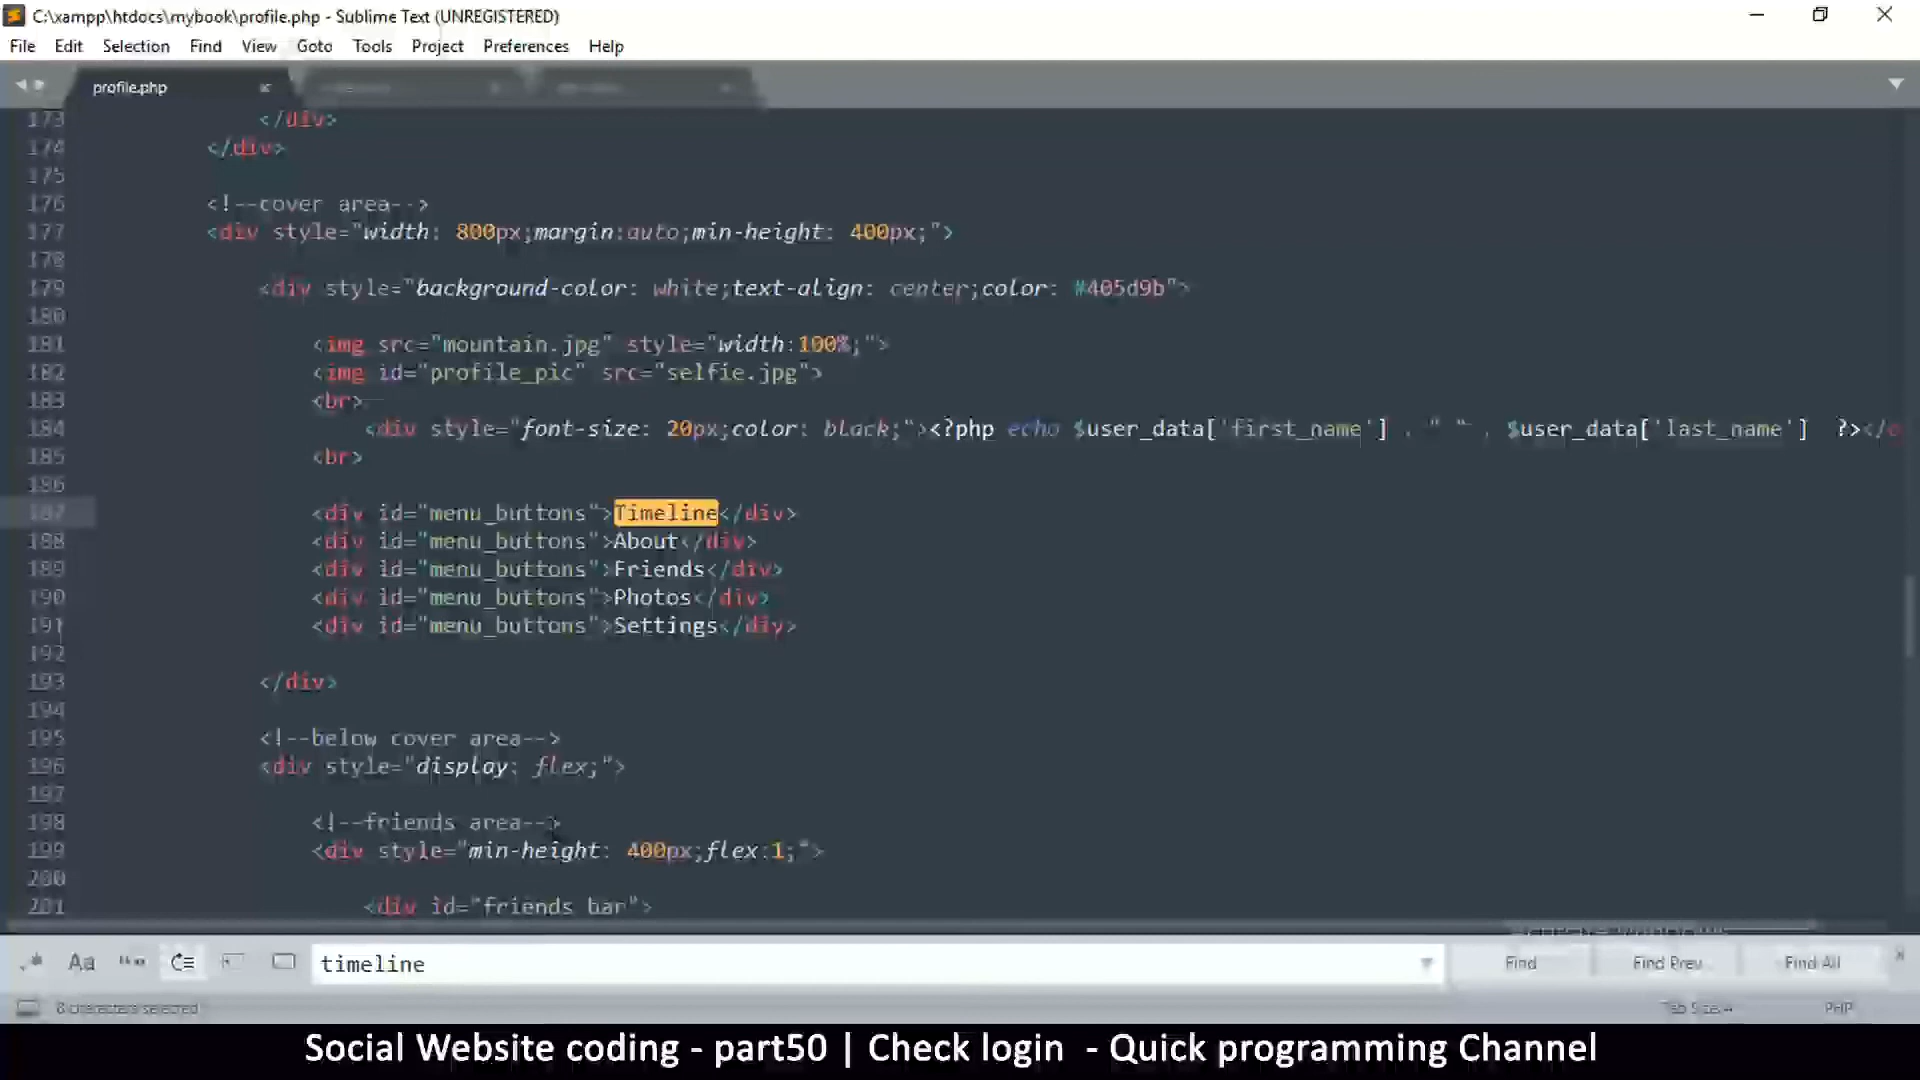 C:\xampp\htdocs\mybook\profile.php - Sublime Text (UNREGISTERED)
File Edit Selection Find View Goto Tools Project Preferences Help
profile.php
173 </div>
174 </div>
175
176 <!--cover area-->
177 <div style="width: 800px;margin:auto;min-height: 400px;">
178
179 <div style="background-color: white;text-align: center;color: #405d9b">
180
181 <img src="mountain.jpg" style="width:100%;">
182 <img id="profile_pic" src="selfie.jpg">
183 <br>
184 <div style="font-size: 20px;color: black;"><?php echo $user_data['first_name'] . " " . $user_data['last_name'] ?></
185 <br>
186
187 <div id="menu_buttons">Timeline</div>
188 <div id="menu_buttons">About</div>
189 <div id="menu_buttons">Friends</div>
190 <div id="menu_buttons">Photos</div>
191 <div id="menu_buttons">Settings</div>
192
193 </div>
194
195 <!--below cover area-->
196 <div style="display: flex;">
197
198 <!--friends area-->
199 <div style="min-height: 400px;flex:1;">
200
201 <div id="friends_bar">
Aa timeline Find Find Prev Find All
8 characters selected Tab Size: 4 PHP
Social Website coding - part50 | Check login - Quick programming Channel